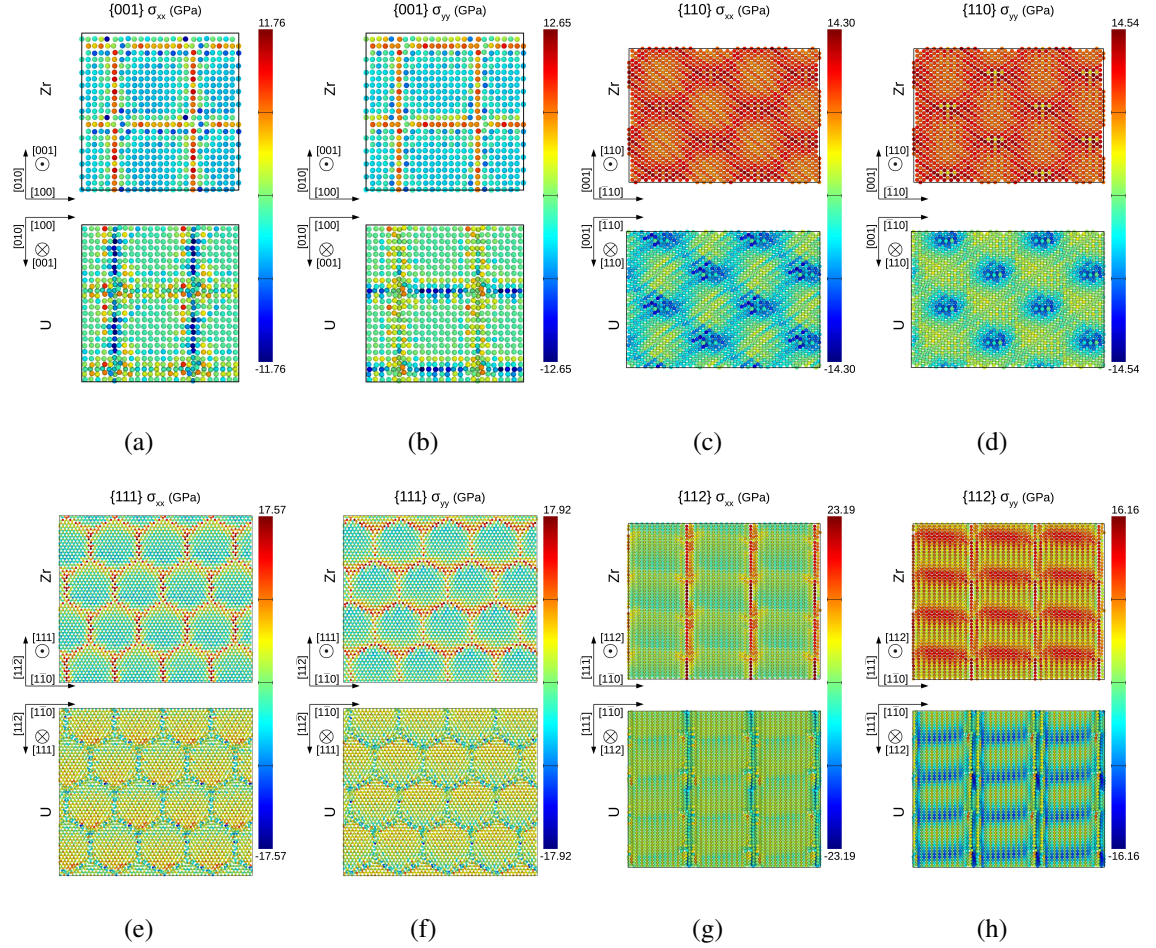 {001} σxx (GPa)
11.76
Zr
[001]
[010]
[100]
[100]
[010]
[001]
U
-11.76
(a)
{001} σyy (GPa)
12.65
Zr
[001]
[010]
[100]
[100]
[010]
[001]
U
-12.65
(b)
{110} σxx (GPa)
14.30
Zr
[110]
[001]
[1̄10]
[1̄10]
[001]
[110]
U
-14.30
(c)
{110} σyy (GPa)
14.54
Zr
[110]
[001]
[1̄10]
[1̄10]
[001]
[110]
U
-14.54
(d)
{111} σxx (GPa)
17.57
Zr
[111]
[112̄]
[11̄0]
[11̄0]
[112̄]
[111]
U
-17.57
(e)
{111} σyy (GPa)
17.92
Zr
[111]
[112̄]
[11̄0]
[11̄0]
[112̄]
[111]
U
-17.92
(f)
{112} σxx (GPa)
23.19
Zr
[112]
[111̄]
[11̄0]
[11̄0]
[111̄]
[112]
U
-23.19
(g)
{112} σyy (GPa)
16.16
Zr
[112]
[111̄]
[11̄0]
[11̄0]
[111̄]
[112]
U
-16.16
(h)